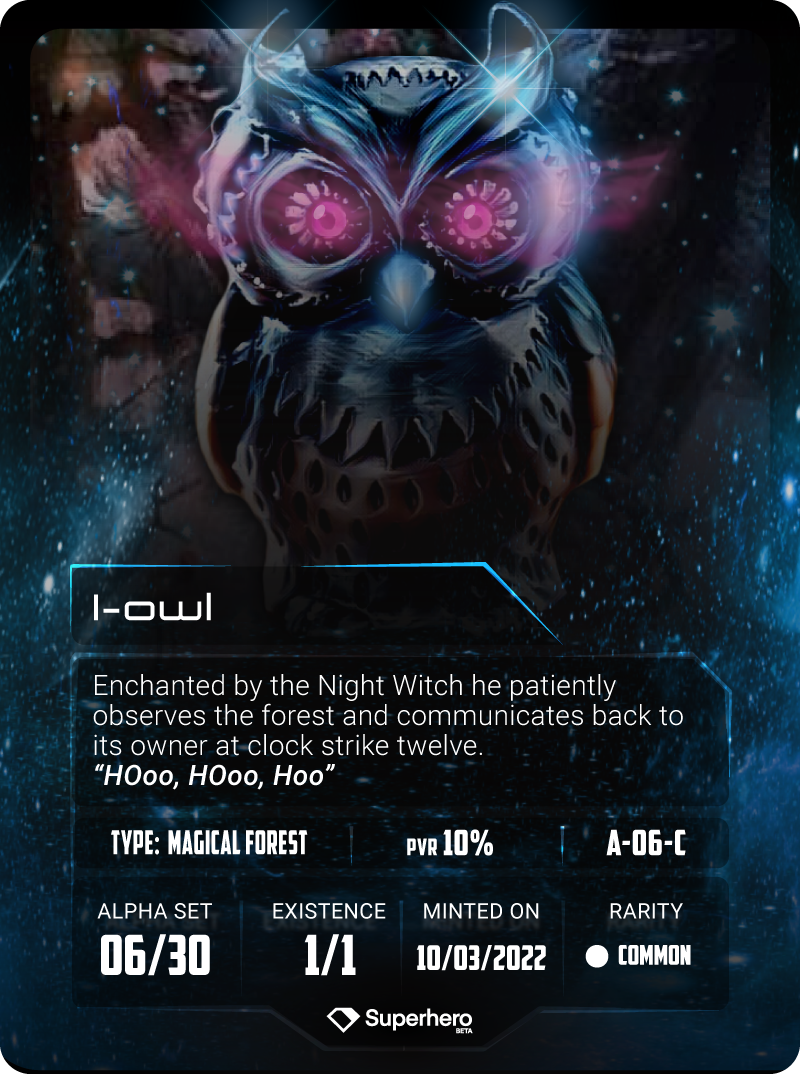 I-owl
Enchanted by the Night Witch he patiently
observes the forest and communicates back to
its owner at clock strike twelve.
“HOoo, HOoo, Hoo”
TYPE: MAGICAL FOREST PVR 10% A-06-C
ALPHA SET EXISTENCE MINTED ON RARITY
06/30 1/1 10/03/2022 COMMON
Superhero
BETA